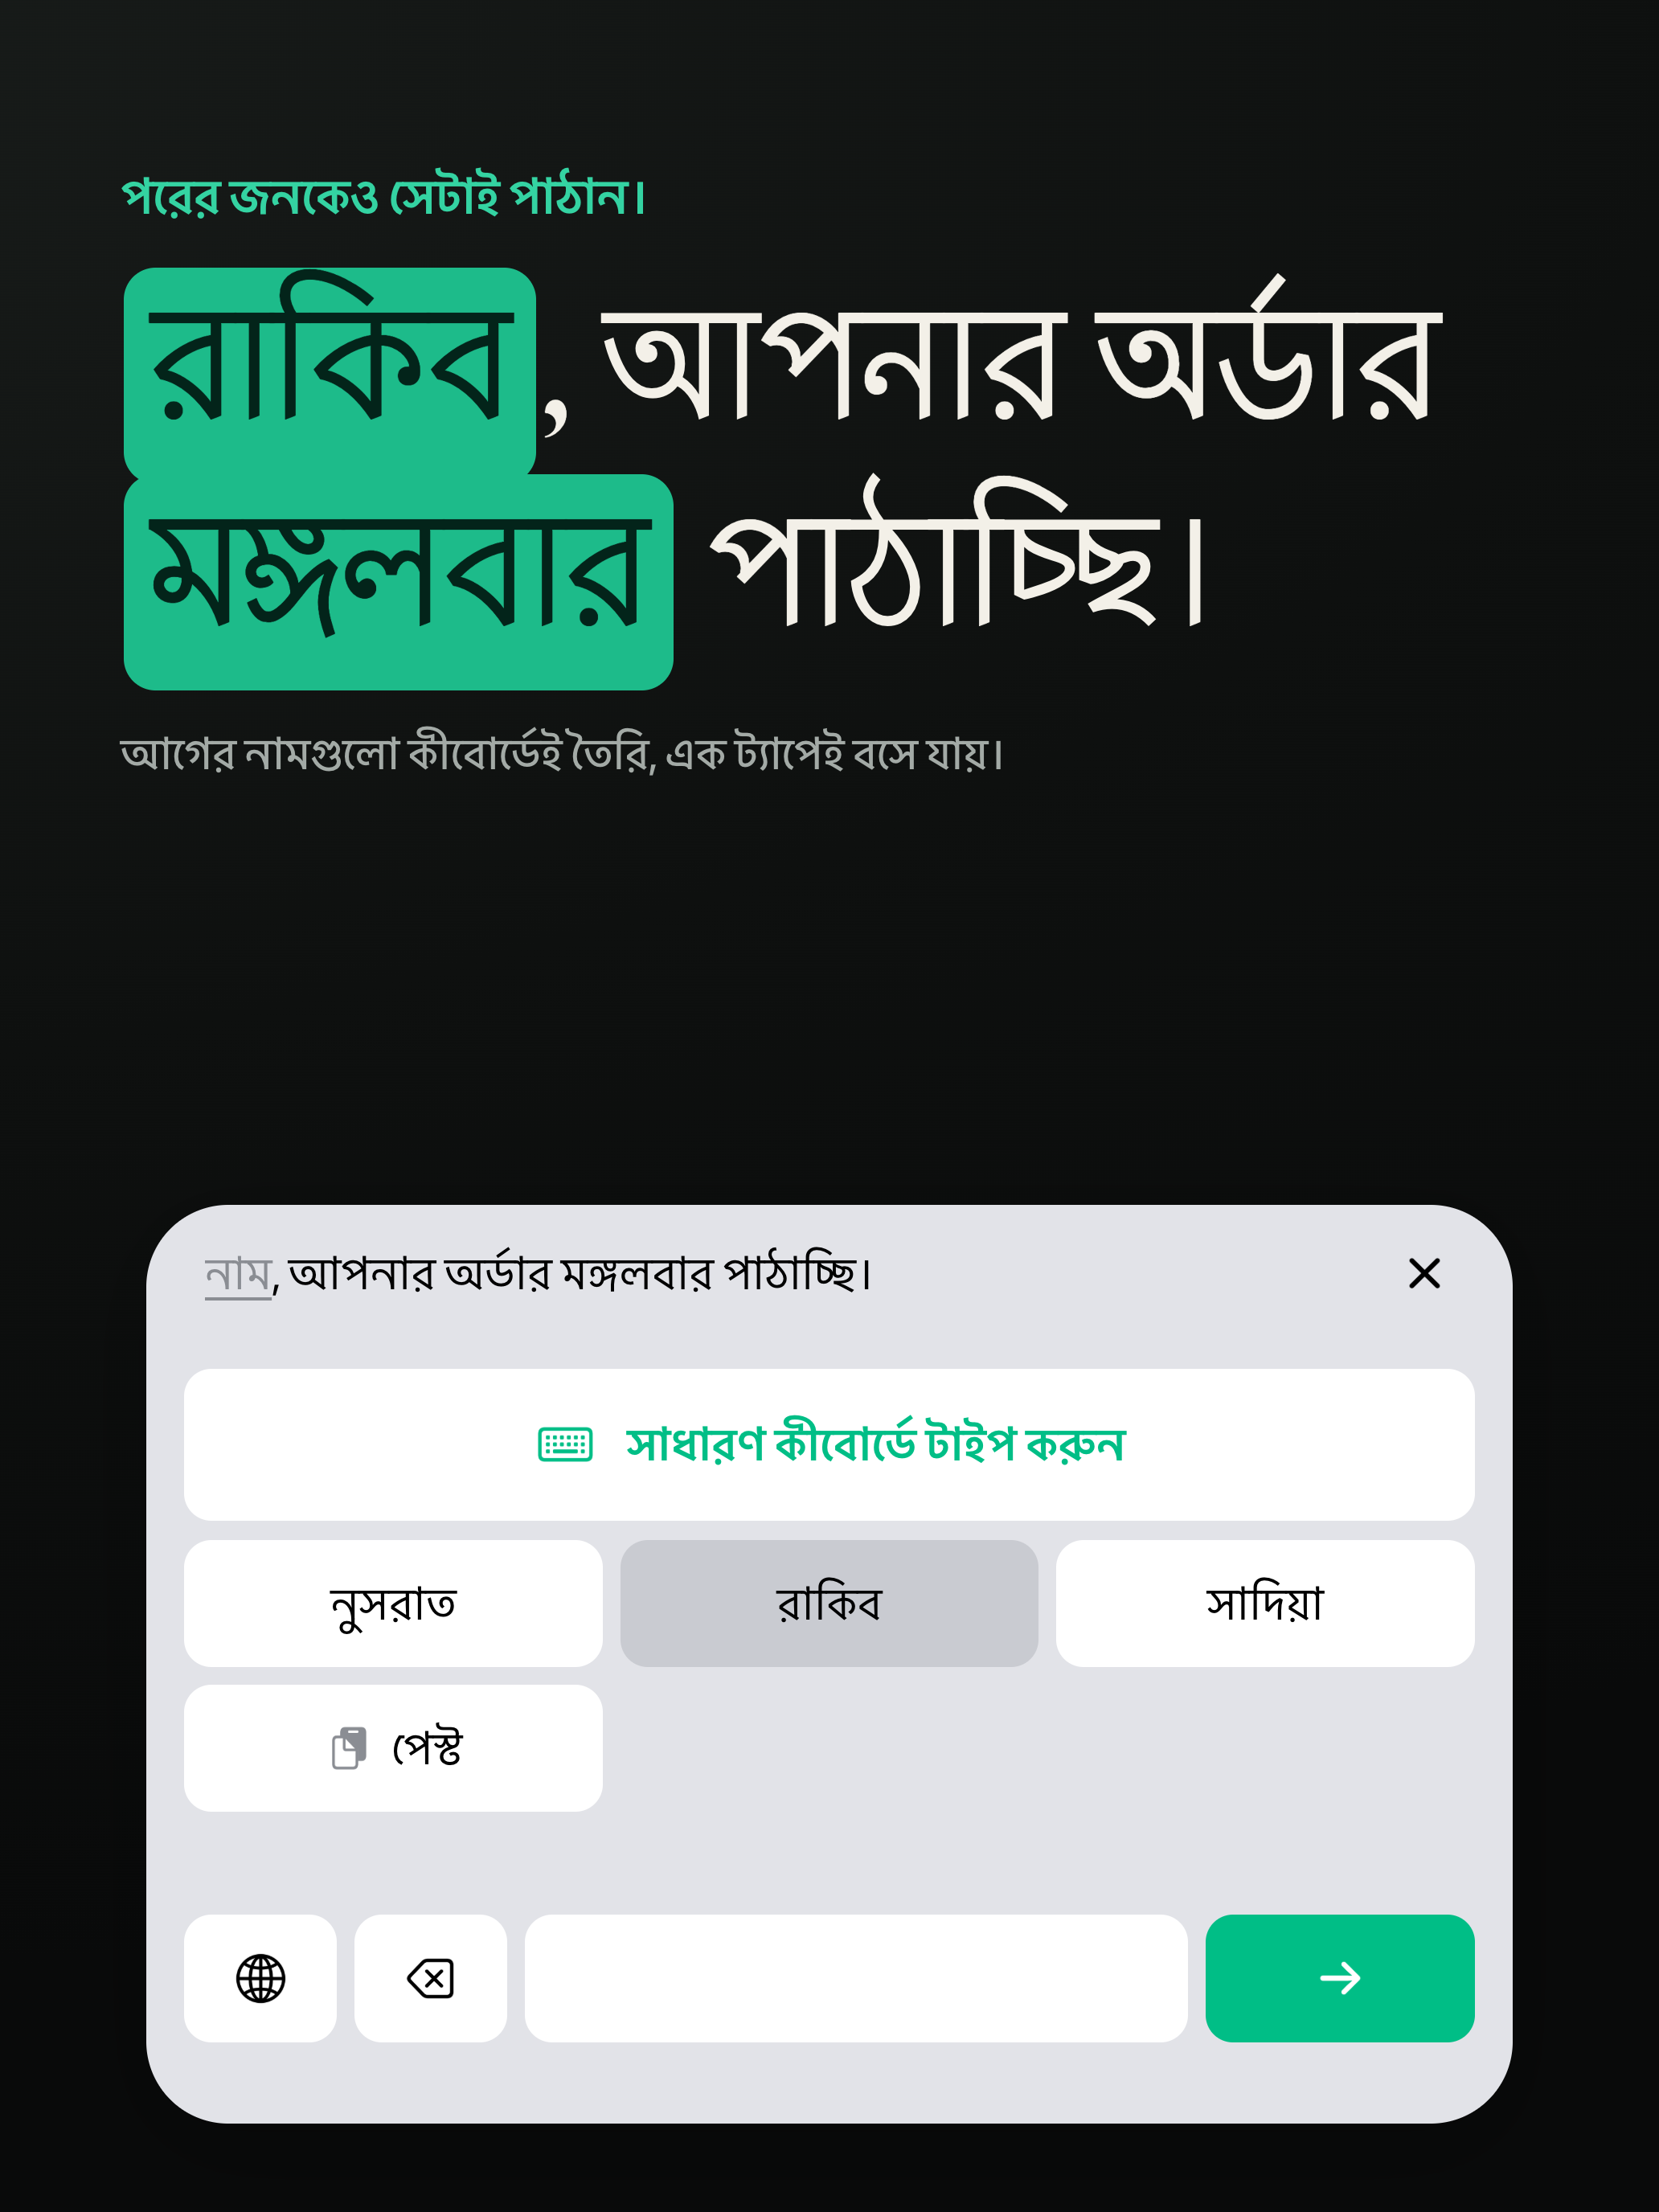 পরের জনকেও সেটাই পাঠান।
রাকিব, আপনার অর্ডার
মঙ্গলবার পাঠাচ্ছি।
আগের নামগুলো কীবোর্ডেই তৈরি, এক ট্যাপেই বসে যায়।
নাম, আপনার অর্ডার মঙ্গলবার পাঠাচ্ছি।
সাধারণ কীবোর্ডে টাইপ করুন
নুসরাত
রাকিব
সাদিয়া
পেস্ট